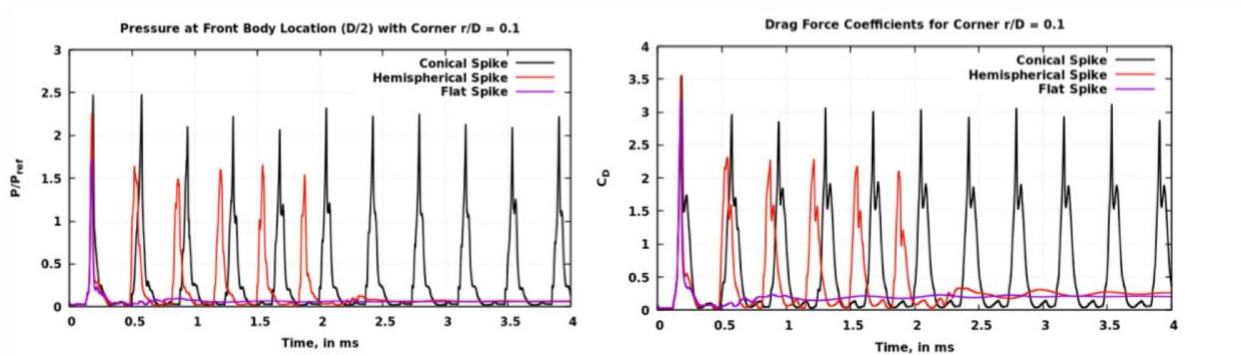 Pressure at Front Body Location (D/2) with Corner r/D = 0.1
3
2.5
2
1.5
1
0.5
0
P/Pref
Conical Spike
Hemispherical Spike
Flat Spike
0 0.5 1 1.5 2 2.5 3 3.5 4
Time, in ms
Drag Force Coefficients for Corner r/D = 0.1
4
3.5
3
2.5
2
1.5
1
0.5
0
CD
Conical Spike
Hemispherical Spike
Flat Spike
0 0.5 1 1.5 2 2.5 3 3.5 4
Time, in ms